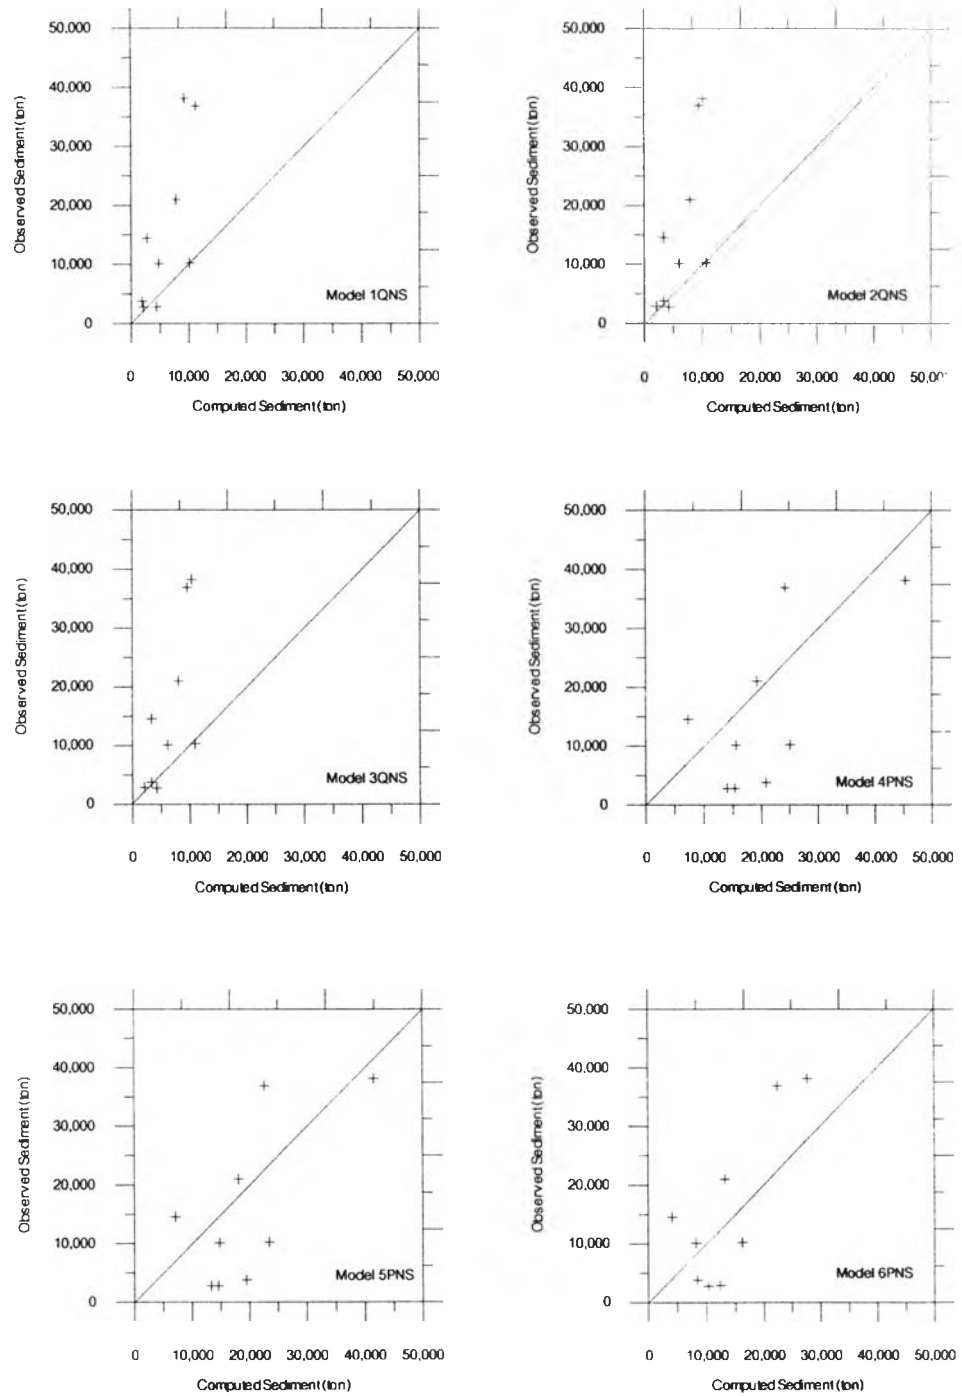 50,000
40,000
30,000
20,000
10,000
0
Observed Sediment (ton)
Model 1QNS
0 10,000 20,000 30,000 40,000 50,000
Computed Sediment (ton)
50,000
40,000
30,000
20,000
10,000
0
Observed Sediment (ton)
Model 2QNS
0 10,000 20,000 30,000 40,000 50,00
Computed Sediment (ton)
50,000
40,000
30,000
20,000
10,000
0
Observed Sediment (ton)
Model 3QNS
0 10,000 20,000 30,000 40,000 50,000
Computed Sediment (ton)
50,000
40,000
30,000
20,000
10,000
0
Observed Sediment (ton)
Model 4PNS
0 10,000 20,000 30,000 40,000 50,000
Computed Sediment (ton)
50,000
40,000
30,000
20,000
10,000
0
Observed Sediment (ton)
Model 5PNS
0 10,000 20,000 30,000 40,000 50,000
Computed Sediment (ton)
50,000
40,000
30,000
20,000
10,000
0
Observed Sediment (ton)
Model 6PNS
0 10,000 20,000 30,000 40,000 50,000
Computed Sediment (ton)